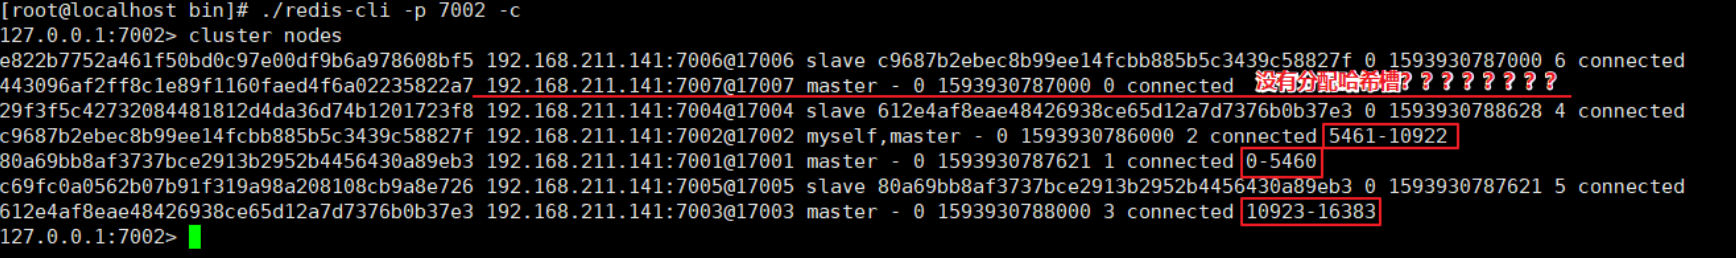 [root@localhost bin]# ./redis-cli -p 7002 -c
127.0.0.1:7002> cluster nodes
e822b7752a461f50bd0c97e00df9b6a978608bf5 192.168.211.141:7006@17006 slave c9687b2ebec8b99ee14fcbb885b5c3439c58827f 0 1593930787000 6 connected
443096af2ff8c1e89f1160faed4f6a02235822a7 192.168.211.141:7007@17007 master - 0 1593930787000 0 connected 没有分配哈希槽????????
29f3f5c42732084481812d4da36d74b1201723f8 192.168.211.141:7004@17004 slave 612e4af8eae48426938ce65d12a7d7376b0b37e3 0 1593930788628 4 connected
c9687b2ebec8b99ee14fcbb885b5c3439c58827f 192.168.211.141:7002@17002 myself,master - 0 1593930786000 2 connected 5461-10922
80a69bb8af3737bce2913b2952b4456430a89eb3 192.168.211.141:7001@17001 master - 0 1593930787621 1 connected 0-5460
c69fc0a0562b07b91f319a98a208108cb9a8e726 192.168.211.141:7005@17005 slave 80a69bb8af3737bce2913b2952b4456430a89eb3 0 1593930787621 5 connected
612e4af8eae48426938ce65d12a7d7376b0b37e3 192.168.211.141:7003@17003 master - 0 1593930788000 3 connected 10923-16383
127.0.0.1:7002>